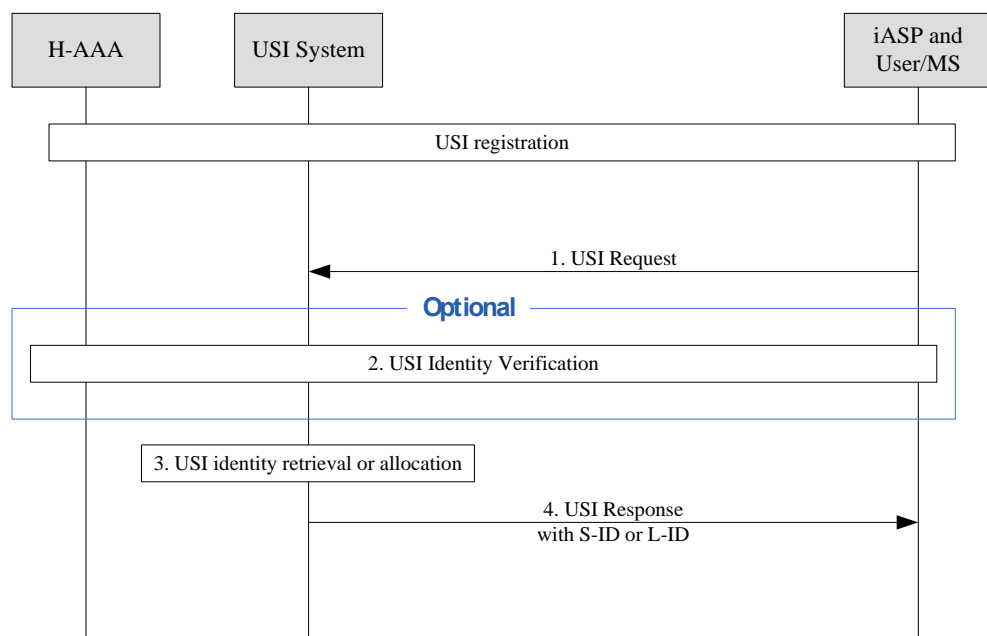 H-AAA
USI System
iASP and
User/MS
USI registration
1. USI Request
Optional
2. USI Identity Verification
3. USI identity retrieval or allocation
4. USI Response
with S-ID or L-ID